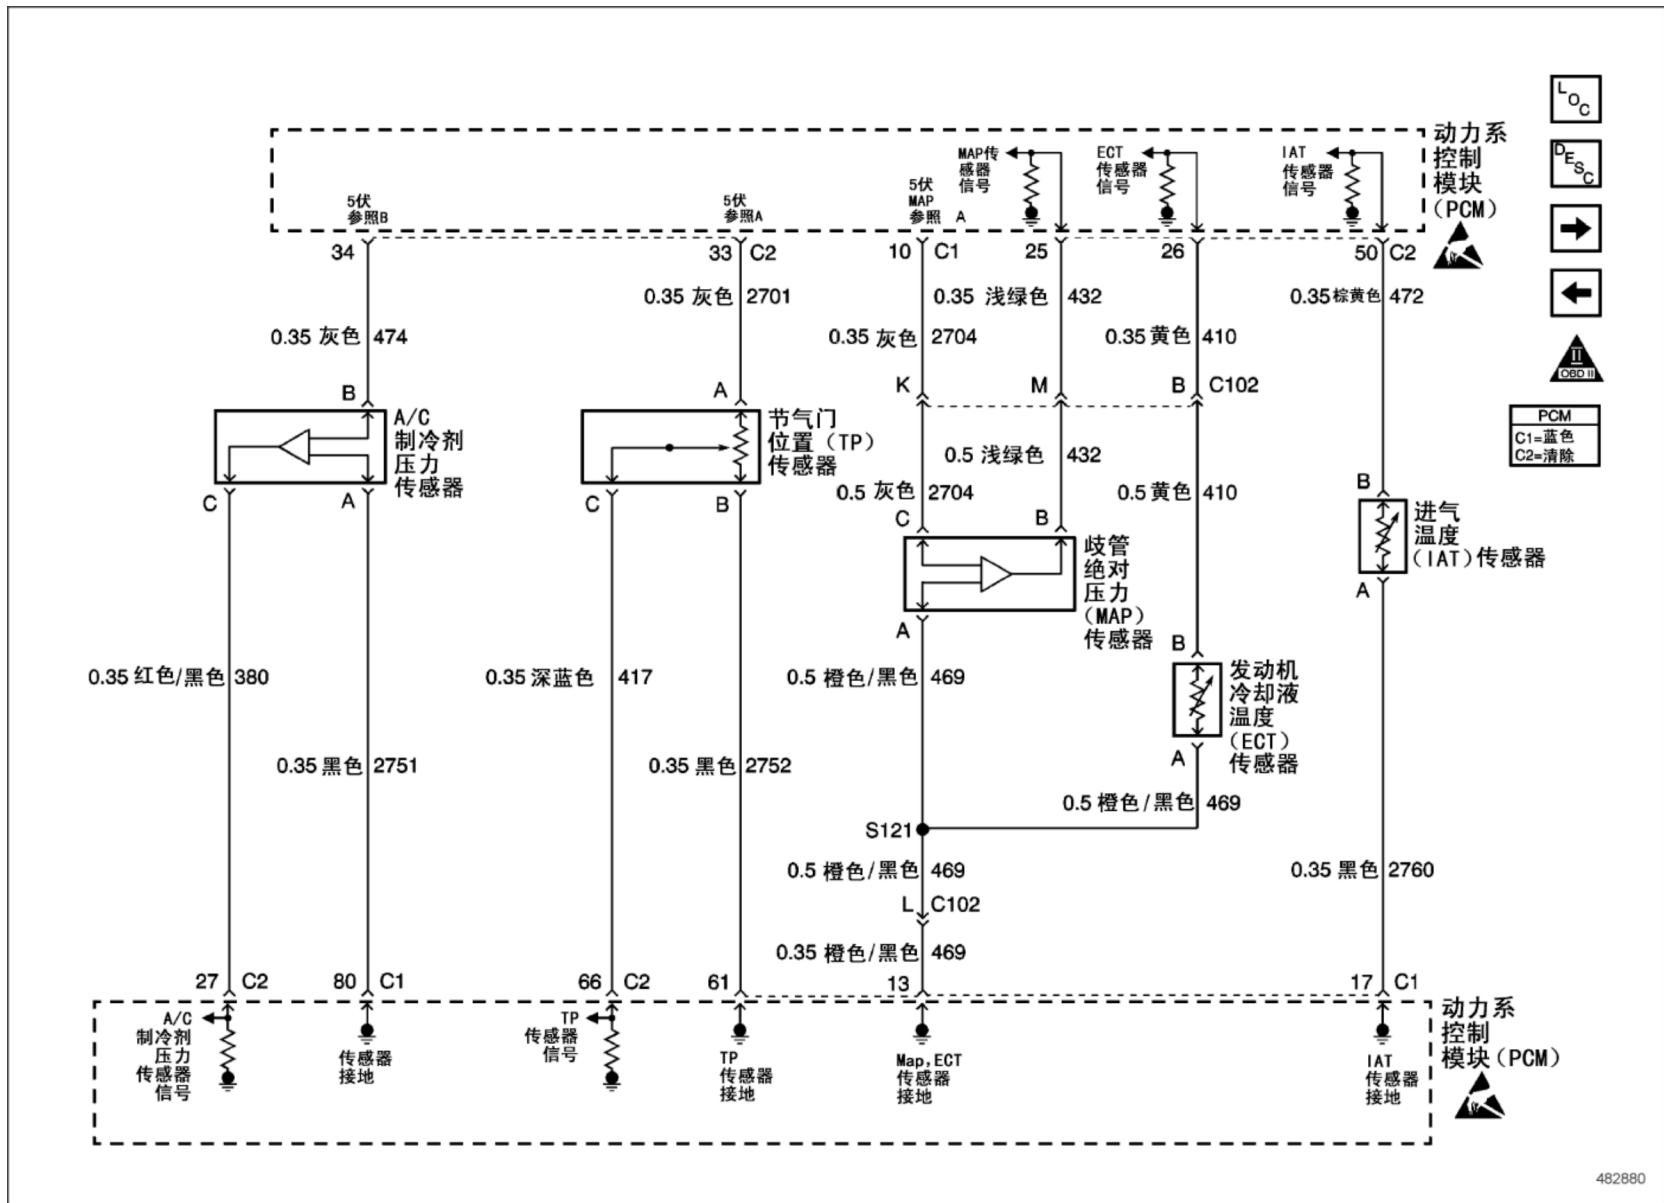 LOC
DESC
II
OBD II
PCM
C1=蓝色
C2=清除
动力系
控制
模块
(PCM)
5伏
参照B
5伏
参照A
5伏
MAP
参照 A
MAP传
感器
信号
ECT
传感器
信号
IAT
传感器
信号
34
33 C2
10 C1
25
26
50 C2
0.35 灰色 2701
0.35 浅绿色 432
0.35 棕黄色 472
0.35 灰色 474
0.35 灰色 2704
0.35 黄色 410
K
M
B C102
B
A/C
制冷剂
压力
传感器
C
A
A
节气门
位置(TP)
传感器
C
B
0.5 浅绿色 432
0.5 灰色 2704
0.5 黄色 410
C
B
歧管
绝对
压力
(MAP)
传感器
A
B
进气
温度
(IAT)传感器
A
B
发动机
冷却液
温度
(ECT)
传感器
A
0.35 红色/黑色 380
0.35 深蓝色 417
0.5 橙色/黑色 469
0.35 黑色 2751
0.35 黑色 2752
0.5 橙色/黑色 469
S121
0.5 橙色/黑色 469
0.35 黑色 2760
L C102
0.35 橙色/黑色 469
27 C2
80 C1
66 C2
61
13
17 C1
A/C
制冷剂
压力
传感器
信号
传感器
接地
TP
传感器
信号
TP
传感器
接地
Map,ECT
传感器
接地
IAT
传感器
接地
动力系
控制
模块(PCM)
482880